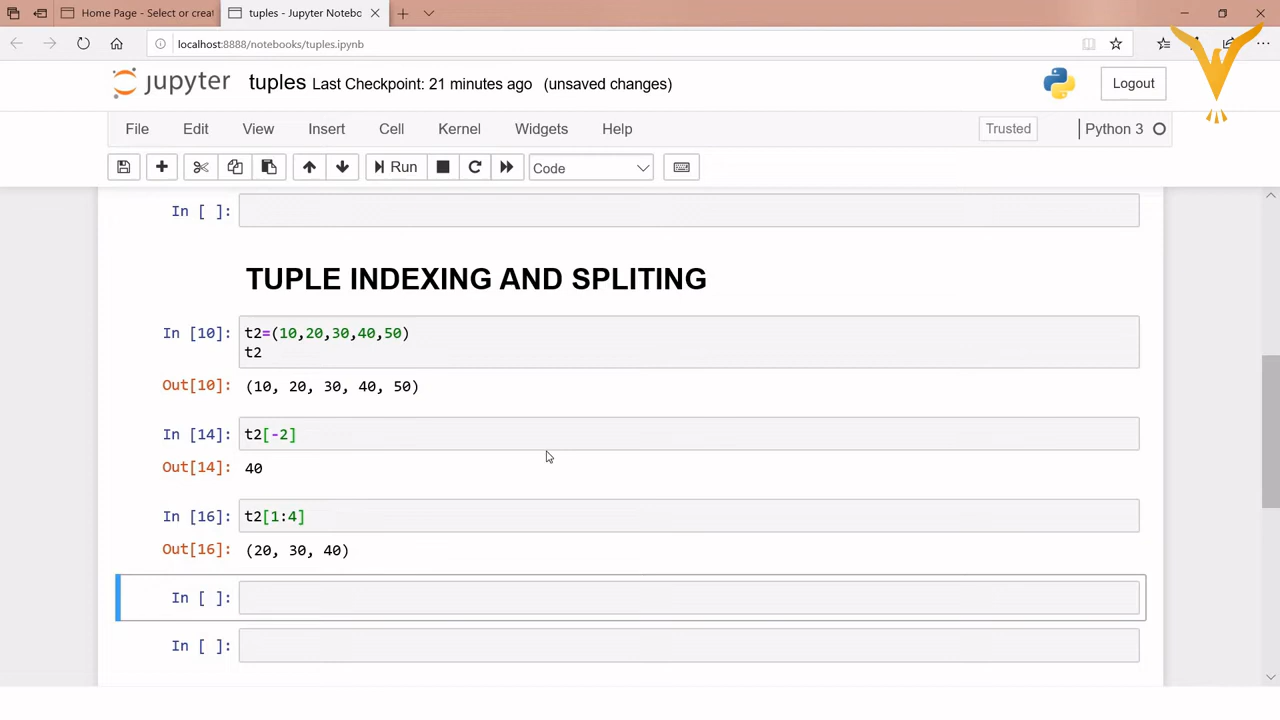 Home Page - Select or creat
tuples - Jupyter Notebo
localhost:8888/notebooks/tuples.ipynb
jupyter tuples Last Checkpoint: 21 minutes ago (unsaved changes)
Logout
File Edit View Insert Cell Kernel Widgets Help
Trusted
Python 3
Run
Code
In [ ]:
TUPLE INDEXING AND SPLITING
In [10]: t2=(10,20,30,40,50)
t2
Out[10]: (10, 20, 30, 40, 50)
In [14]: t2[-2]
Out[14]: 40
In [16]: t2[1:4]
Out[16]: (20, 30, 40)
In [ ]:
In [ ]: